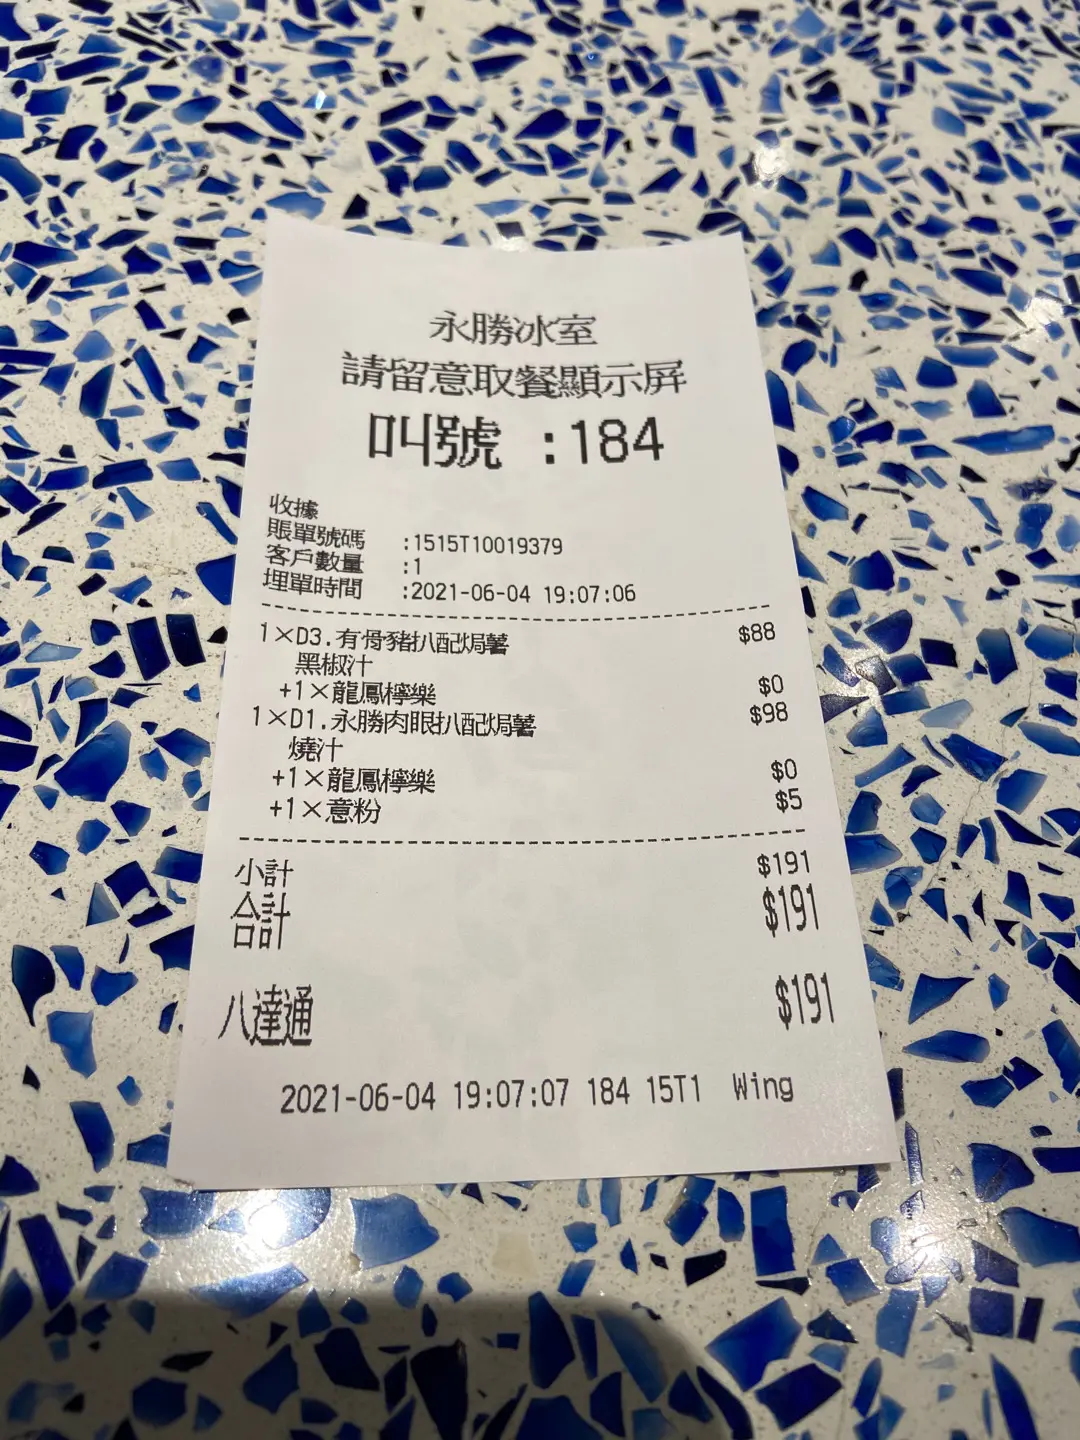 永勝冰室
請留意取餐顯示屏
叫號 :184
收據
賬單號碼 :1515T10019379
客戶數量 :1
埋單時間 :2021-06-04 19:07:06
1×D3.有骨豬扒配焗薯 $88
黑椒汁
+1×龍鳳檸樂 $0
1×D1.永勝肉眼扒配焗薯 $98
燒汁
+1×龍鳳檸樂 $0
+1×意粉 $5
小計 $191
合計 $191
八達通 $191
2021-06-04 19:07:07 184 15T1 Wing